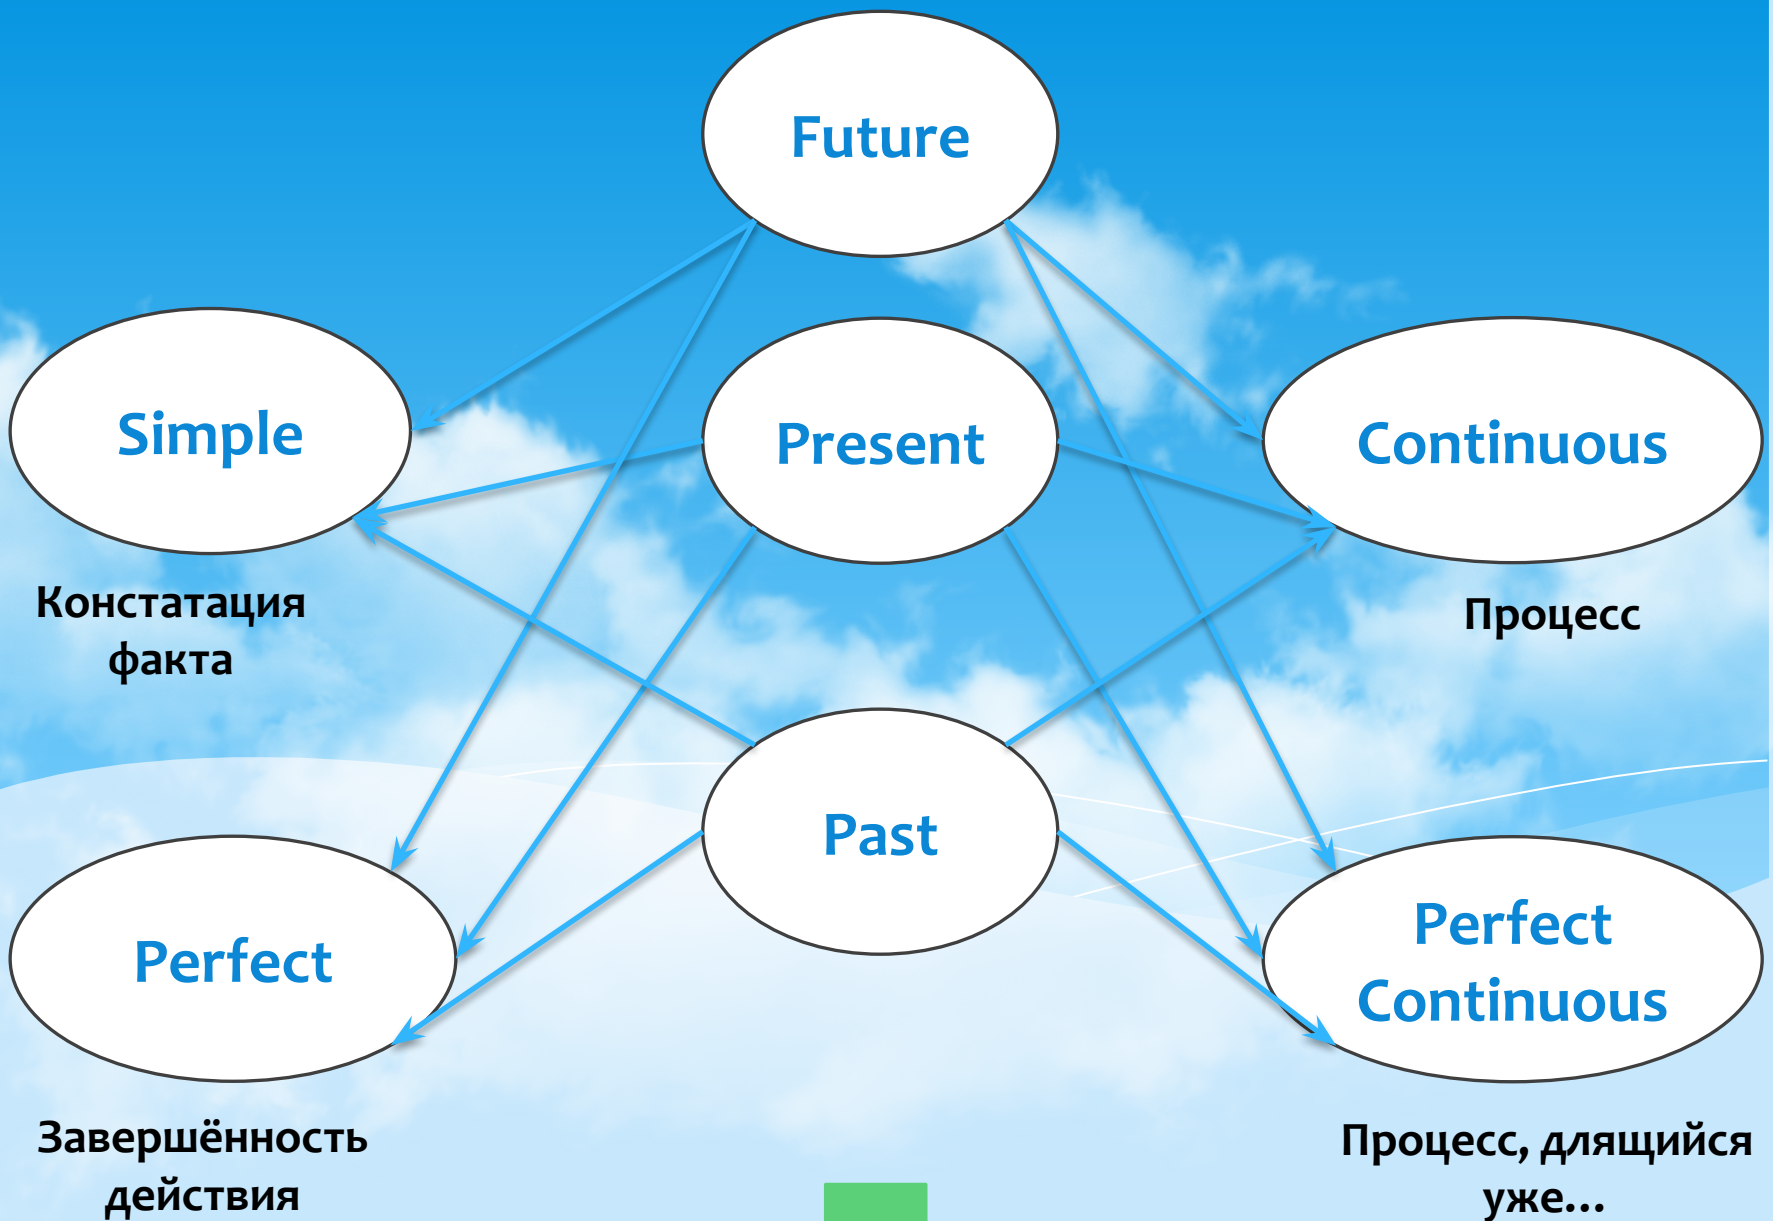 Future
Simple
Present
Continuous
Констатация
факта
Процесс
Past
Perfect
Perfect
Continuous
Завершённость
действия
Процесс, длящийся
уже...